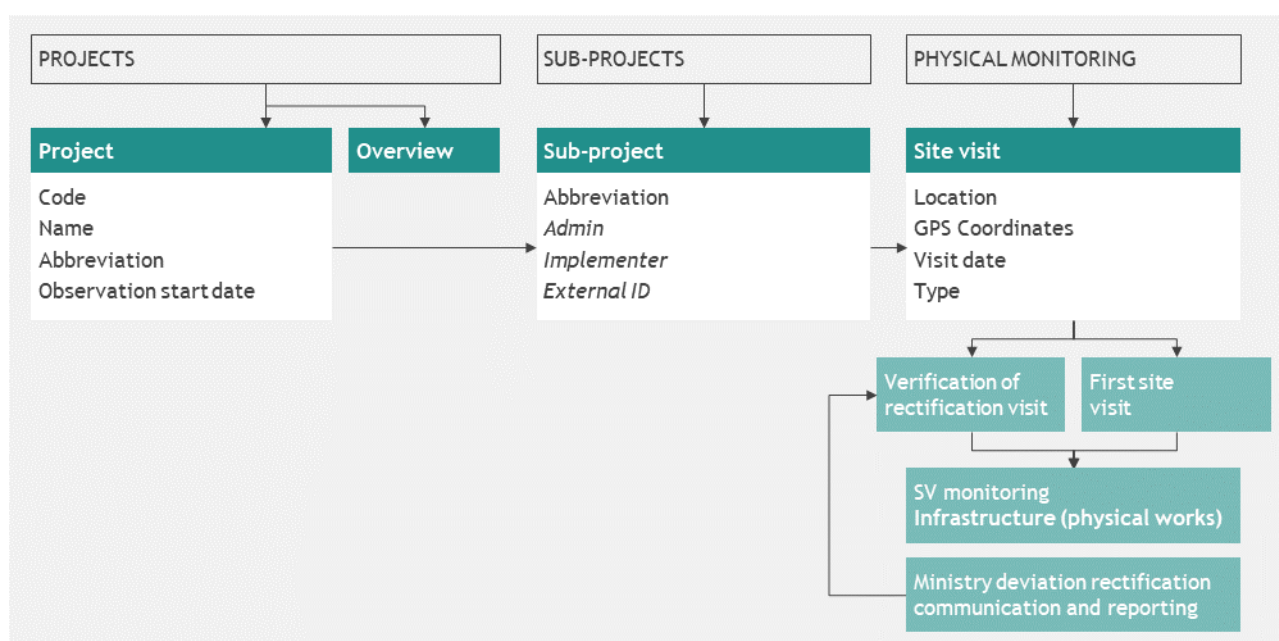 PROJECTS
SUB-PROJECTS
PHYSICAL MONITORING
Project
Overview
Code
Name
Abbreviation
Observation start date
Sub-project
Abbreviation
Admin
Implementer
External ID
Site visit
Location
GPS Coordinates
Visit date
Type
Verification of
rectification visit
First site
visit
SV monitoring
Infrastructure (physical works)
Ministry deviation rectification
communication and reporting